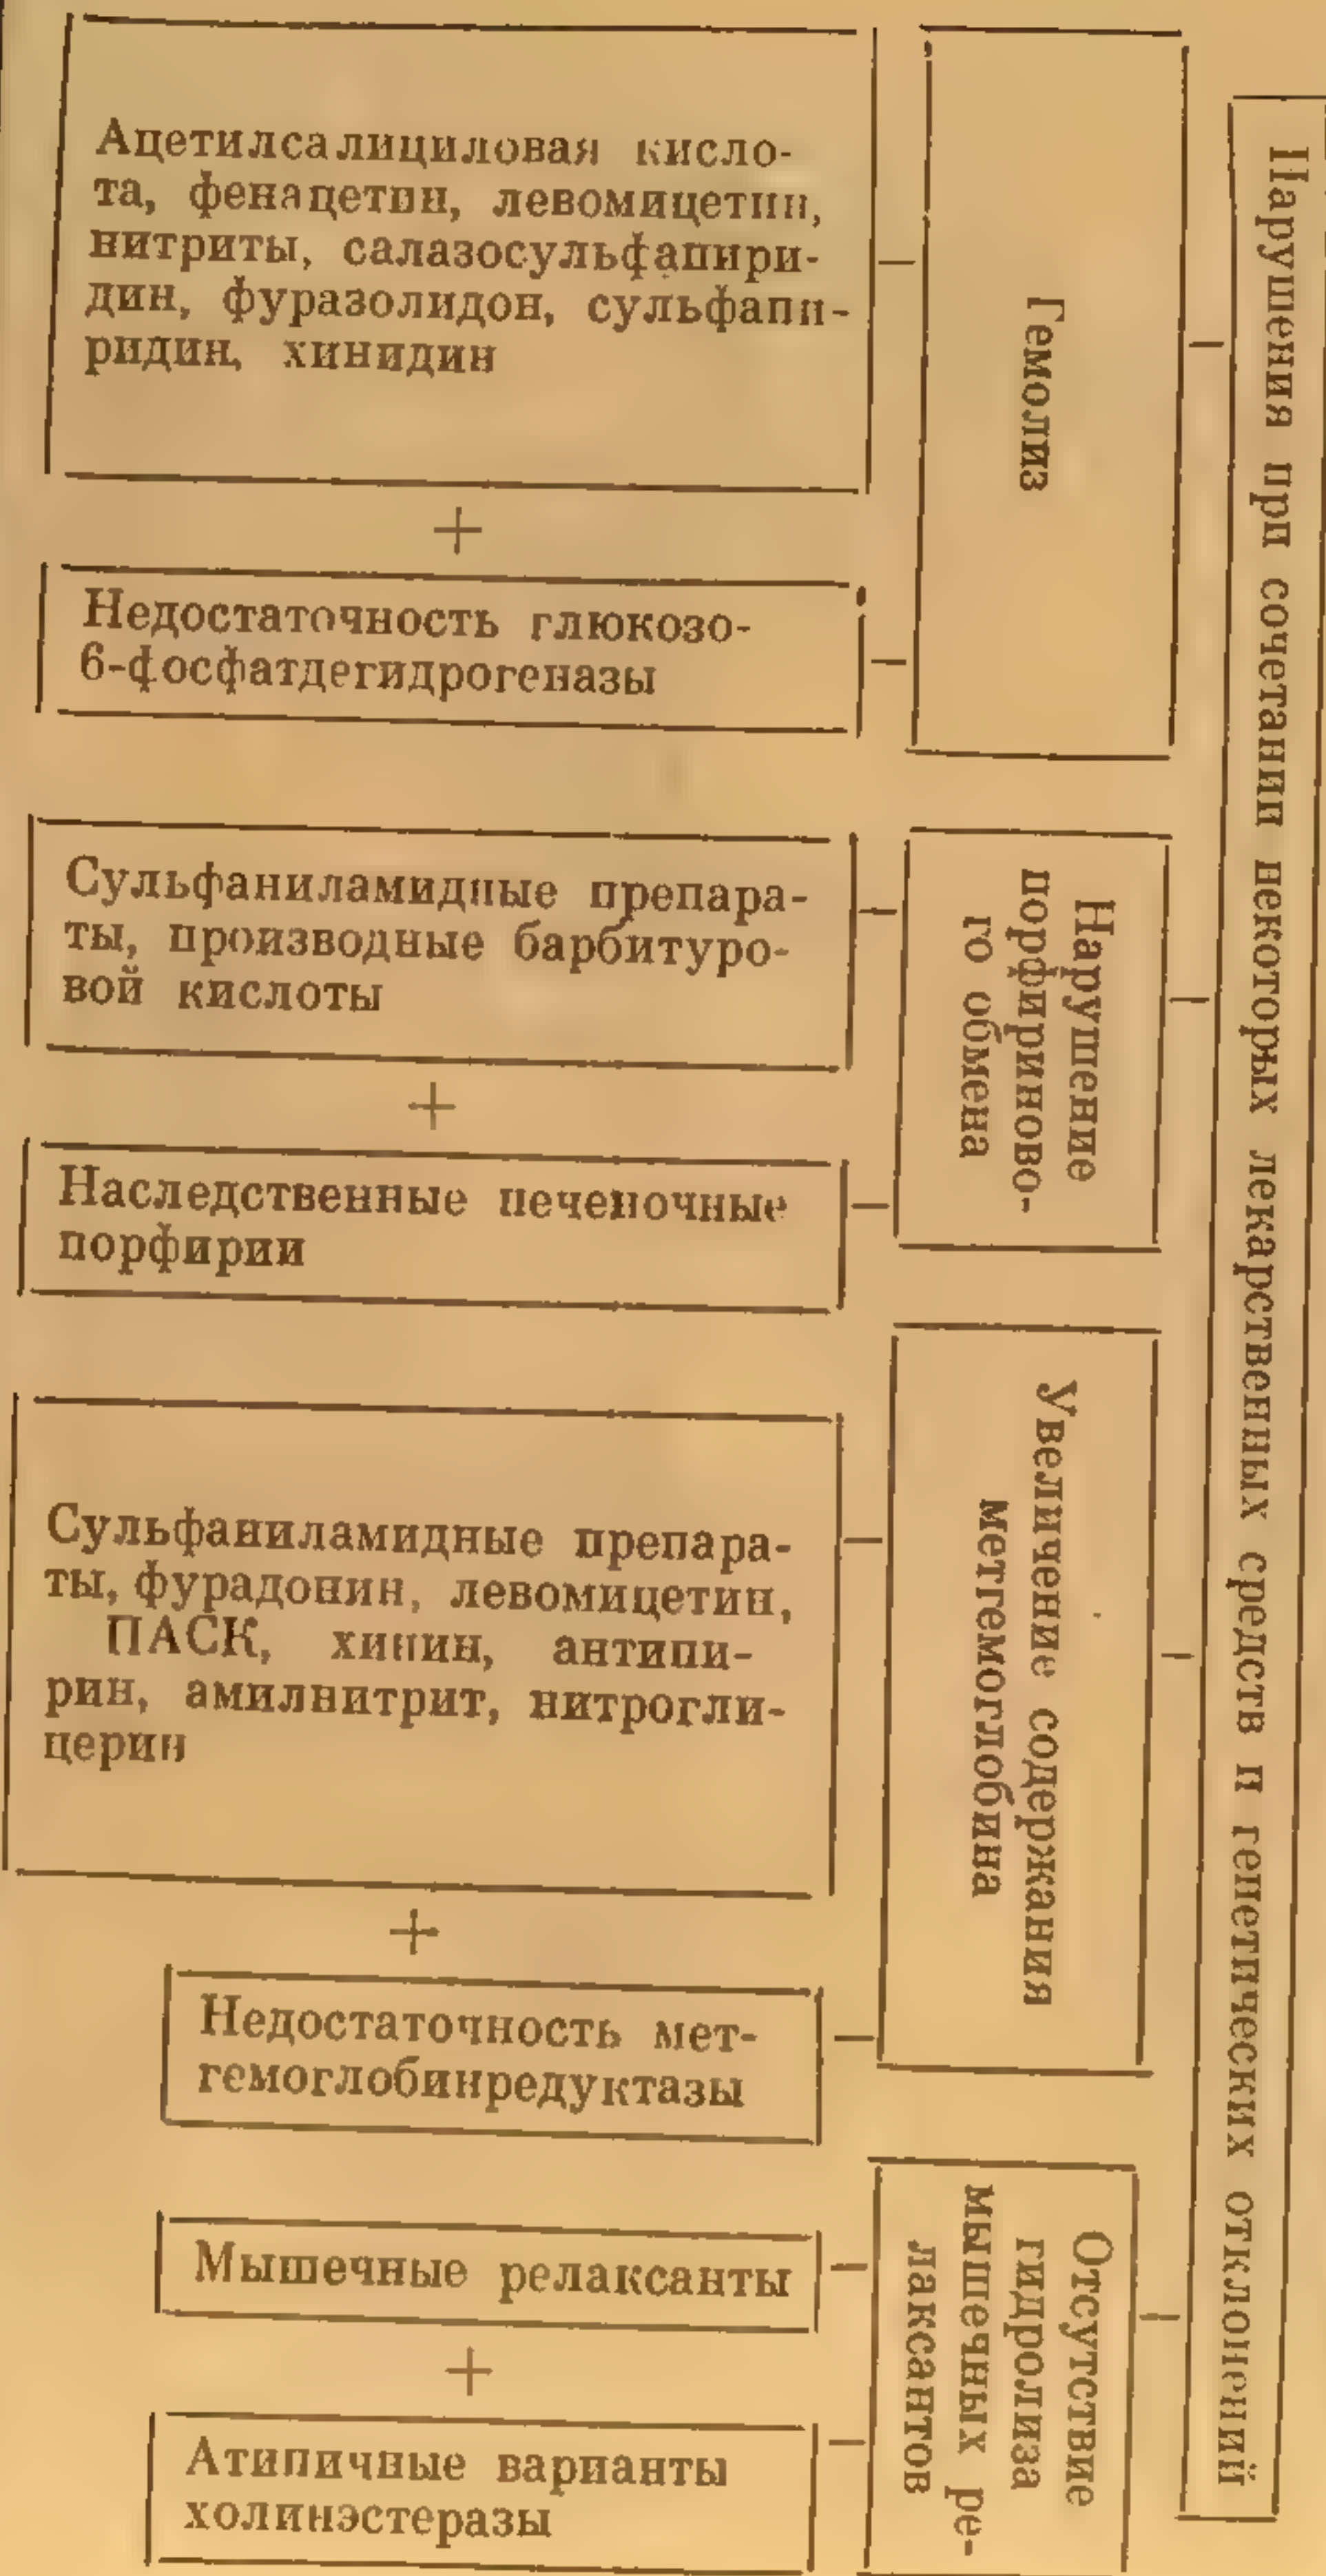 Нарушения при сочетании некоторых лекарственных средств и генетических отклонений
Гемолиз
Ацетилсалициловая кисло-
та, фенацетин, левомицетин,
нитриты, салазосульфапири-
дин, фуразолидон, сульфапи-
ридин, хинидин
+
Недостаточность глюкозо-
6-фосфатдегидрогеназы
Нарушение
порфириново-
го обмена
Сульфаниламидные препара-
ты, производные барбитуро-
вой кислоты
+
Наследственные печеночные
порфирии
Увеличение содержания
метгемоглобина
Сульфаниламидные препара-
ты, фурадонин, левомицетин,
ПАСК, хинин, антипи-
рин, амилнитрит, нитрогли-
церин
+
Недостаточность мет-
гемоглобинредуктазы
Отсутствие
гидролиза
мышечных ре-
лаксантов
Мышечные релаксанты
+
Атипичные варианты
холинэстеразы